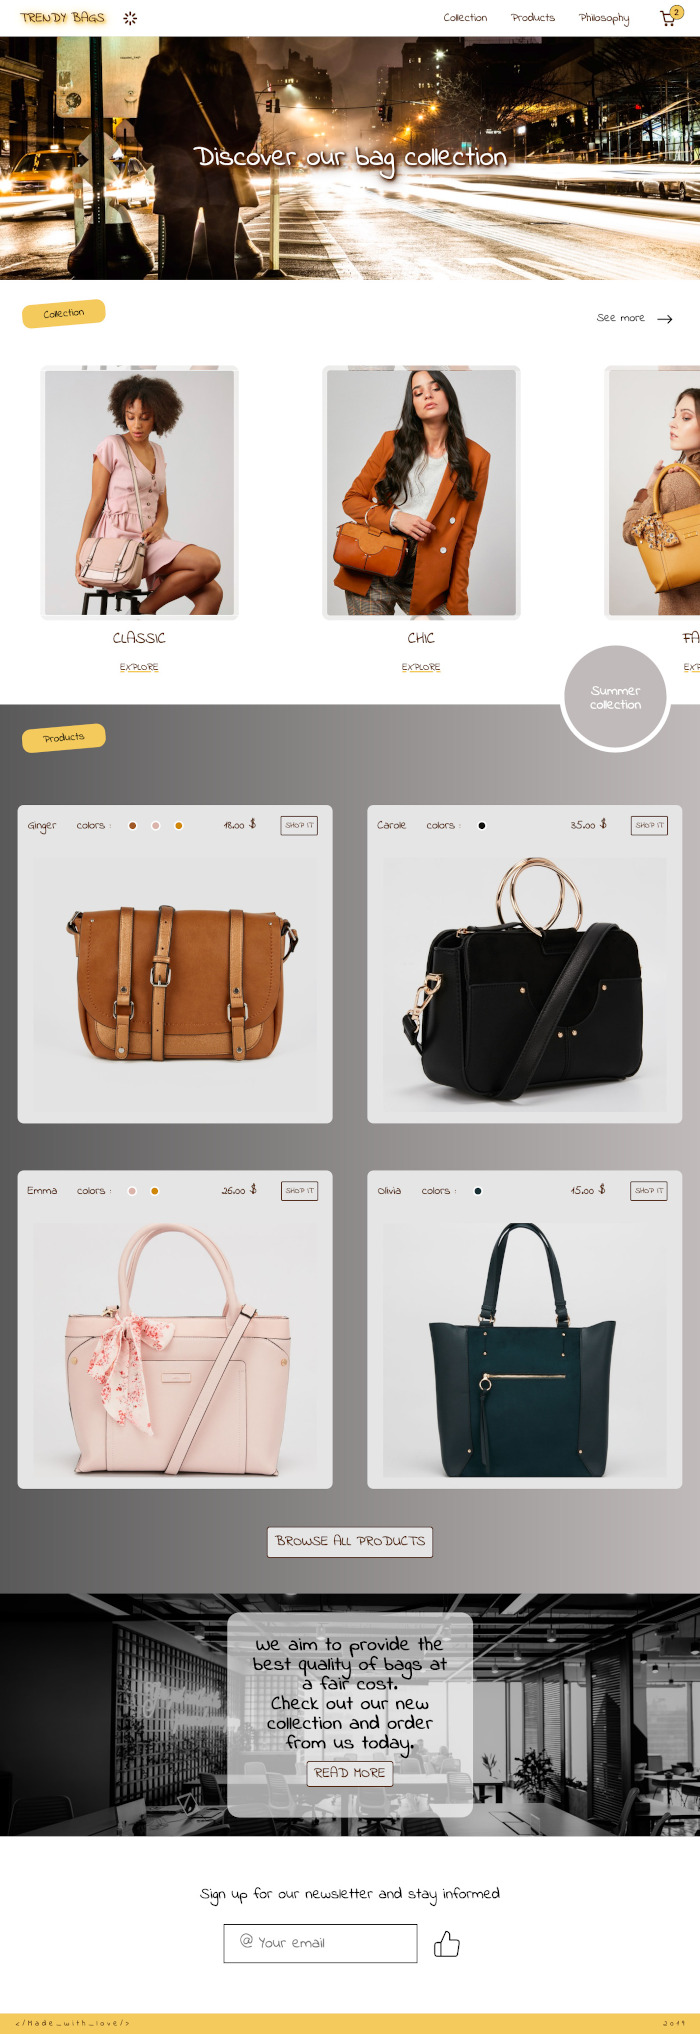 TRENDY BAGS
Collection
Products
Philosophy
2
Discover our bag collection
Collection
See more
CLASSIC
CHIC
FA
EXPLORE
EXPLORE
EXP
Summer
collection
Products
Ginger colors : 18.00 $ SHOP IT
Carole colors : 35.00 $ SHOP IT
Emma colors : 26.00 $ SHOP IT
Olivia colors : 15.00 $ SHOP IT
BROWSE ALL PRODUCTS
We aim to provide the
best quality of bags at
a fair cost.
Check out our new
collection and order
from us today.
READ MORE
Sign up for our newsletter and stay informed
@ Your email
</Made_with_love/>
2019